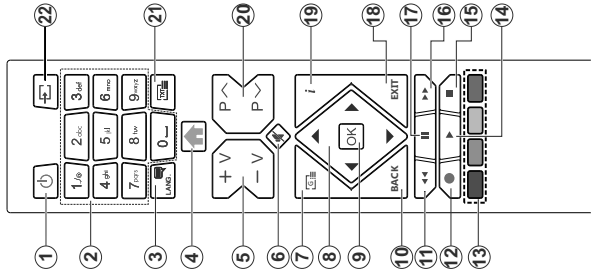 1 22
1./@ 2abc 3def
2 4ghi 5jkl 6mno
7pqrs 8tuv 9wxyz
3 LANG. 0 TXT 21
4
+ P
V 20
5 − V P
6
7 G i 19
8
9 OK
10 BACK EXIT 18
17
11 16
12 15
14
13